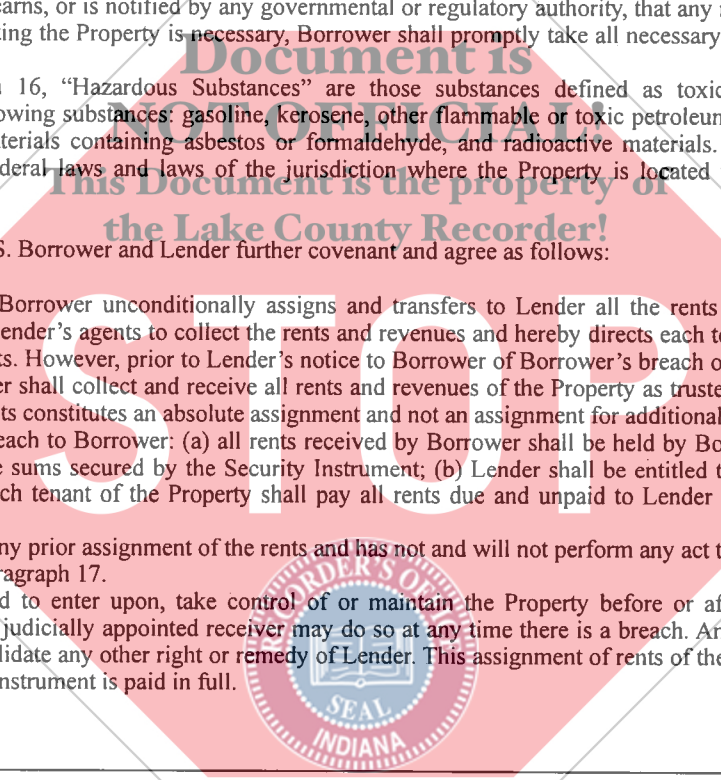 earns, or is notified by any governmental or regulatory authority, that any
ting the Property is necessary, Borrower shall promptly take all necessary
Document is
16, “Hazardous Substances” are those substances defined as toxic
owing substances: gasoline, kerosene, other flammable or toxic petroleum
NOT OFFICIAL!
terials containing asbestos or formaldehyde, and radioactive materials.
deral laws and laws of the jurisdiction where the Property is located
This Document is the property of
the Lake County Recorder!
S. Borrower and Lender further covenant and agree as follows:
Borrower unconditionally assigns and transfers to Lender all the rents
ender’s agents to collect the rents and revenues and hereby directs each t
ts. However, prior to Lender’s notice to Borrower of Borrower’s breach o
er shall collect and receive all rents and revenues of the Property as truste
ts constitutes an absolute assignment and not an assignment for additional
each to Borrower: (a) all rents received by Borrower shall be held by Bo
e sums secured by the Security Instrument; (b) Lender shall be entitled t
ch tenant of the Property shall pay all rents due and unpaid to Lender
STOP
ny prior assignment of the rents and has not and will not perform any act t
ragraph 17.
d to enter upon, take control of or maintain the Property before or af
judicially appointed receiver may do so at any time there is a breach. An
lidate any other right or remedy of Lender. This assignment of rents of the
nstrument is paid in full.
RECORDER'S OFFICE
SEAL
INDIANA